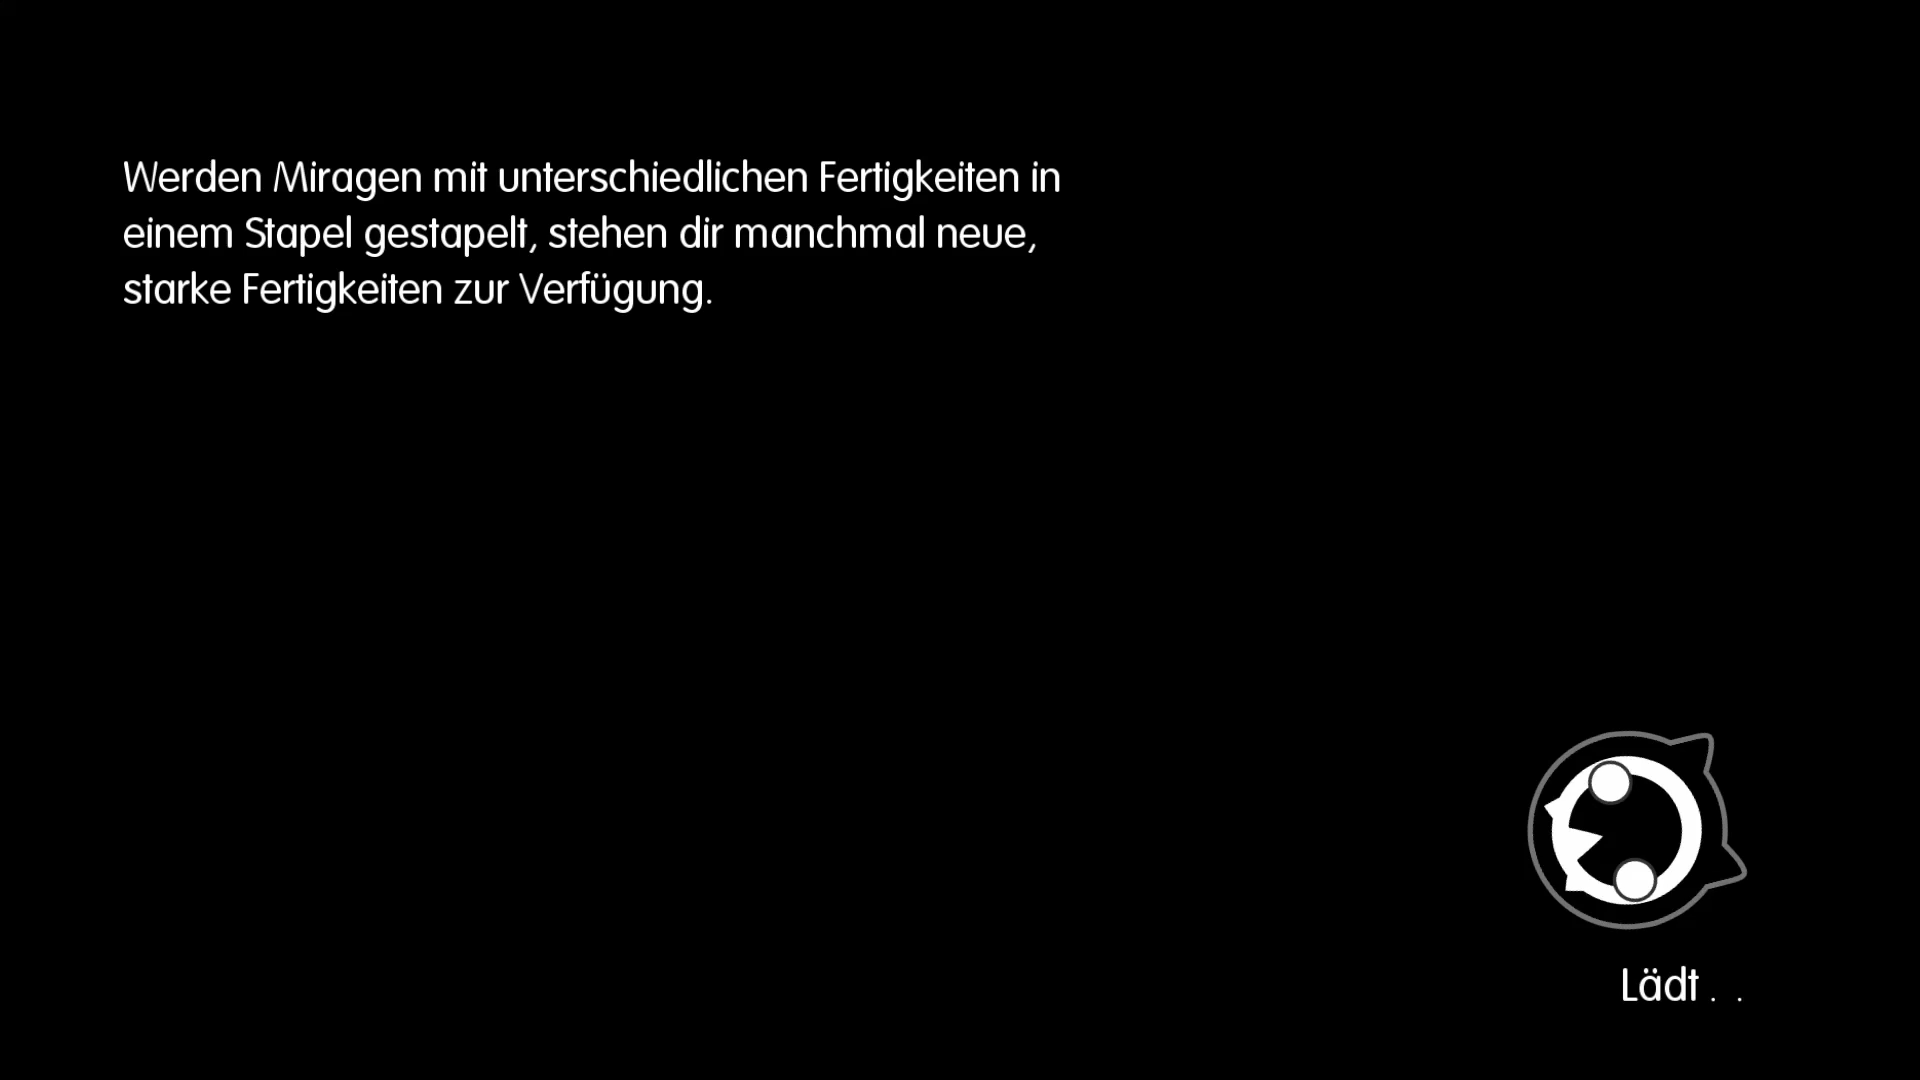 Werden Miragen mit unterschiedlichen Fertigkeiten in
einem Stapel gestapelt, stehen dir manchmal neue,
starke Fertigkeiten zur Verfügung.
Lädt . .